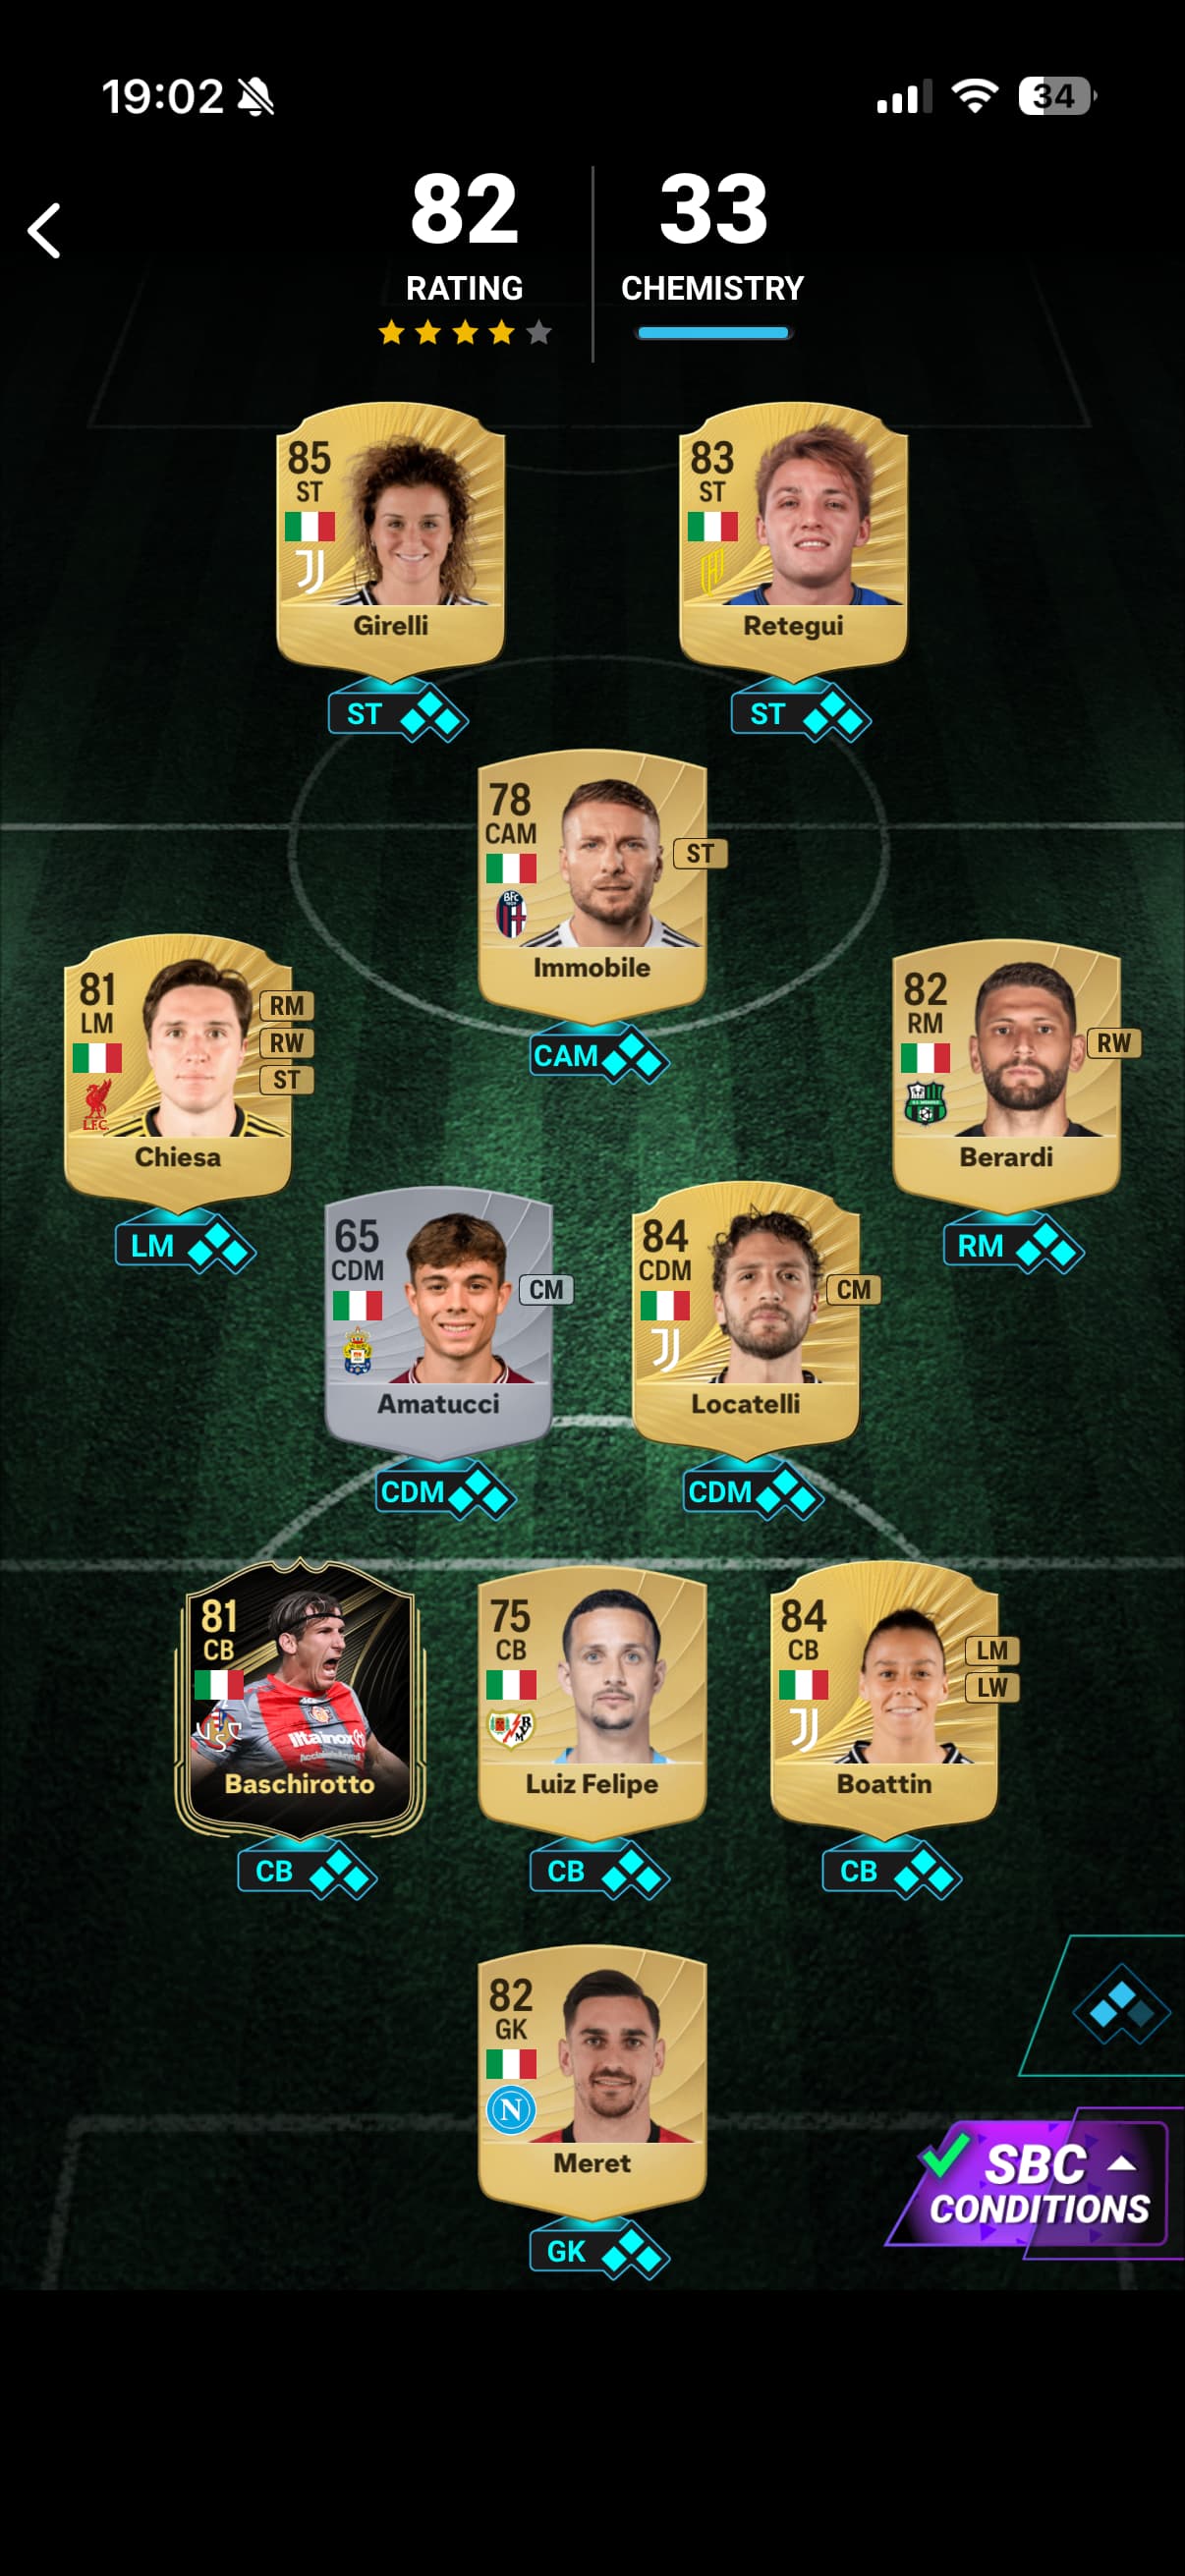 19:02
34
82
33
RATING
CHEMISTRY
85
ST
Girelli
ST
83
ST
Retegui
ST
78
CAM
ST
BFC
Immobile
CAM
81
LM
RM
RW
ST
L.F.C.
Chiesa
LM
82
RM
RW
Berardi
RM
65
CDM
CM
Amatucci
CDM
84
CDM
CM
Locatelli
CDM
81
CB
Iltainox
Baschirotto
CB
75
CB
Luiz Felipe
CB
84
CB
LM
LW
Boattin
CB
82
GK
N
Meret
GK
SBC
CONDITIONS